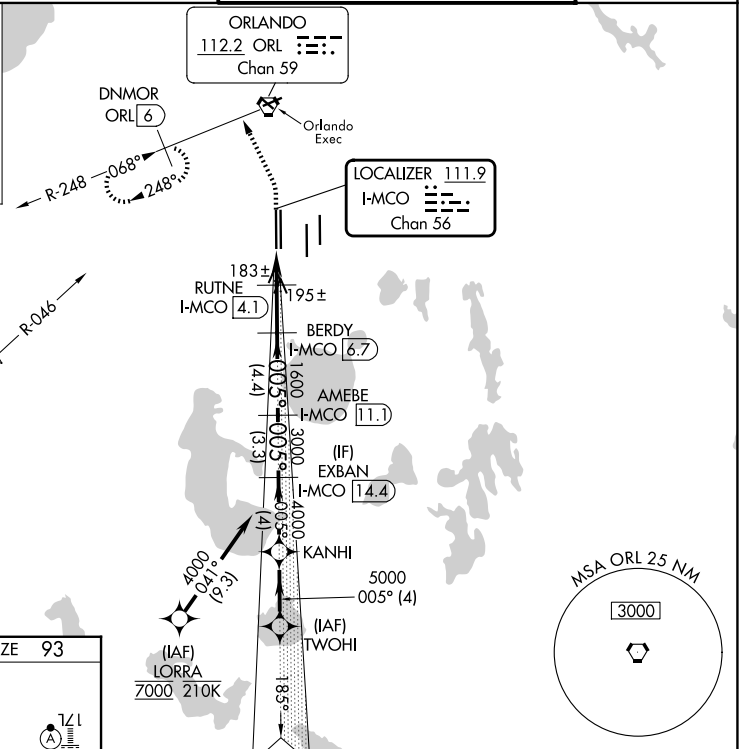 ORLANDO
112.2 ORL
Chan 59
DNMOR
ORL 6
Orlando
Exec
R-248
068°
248°
LOCALIZER 111.9
I-MCO
Chan 56
R-046
183±
195±
RUTNE
I-MCO 4.1
BERDY
I-MCO 6.7
005°
1600
(4.4)
AMEBE
I-MCO 11.1
005°
3000
(3.3)
(IF)
EXBAN
I-MCO 14.4
005°
4000
(4)
KANHI
4000
041°
(9.3)
5000
005° (4)
(IAF)
TWOHI
(IAF)
LORRA
7000 210K
185°
MSA ORL 25 NM
3000
ZE 93
A
17L